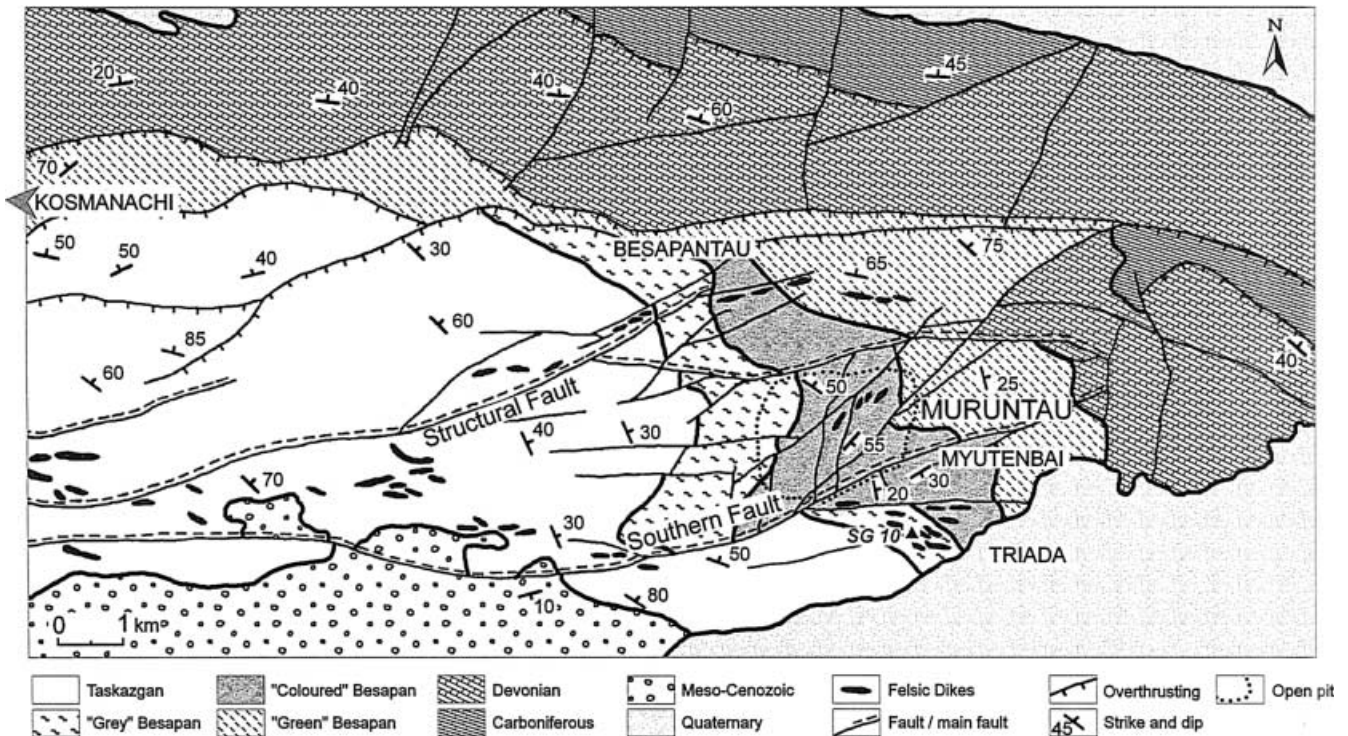 N
20
40
40
45
60
70
KOSMANACHI
50
50
40
30
BESAPANTAU
65
75
60
85
60
40
50
25
MURUNTAU
Structural Fault
40
30
55
MYUTENBAI
70
30
20
Southern Fault
30
50
SG 10
TRIADA
10
80
0 1 km
Taskazgan "Coloured" Besapan Devonian Meso-Cenozoic Felsic Dikes Overthrusting Open pit
"Grey" Besapan "Green" Besapan Carboniferous Quaternary Fault / main fault 45 Strike and dip